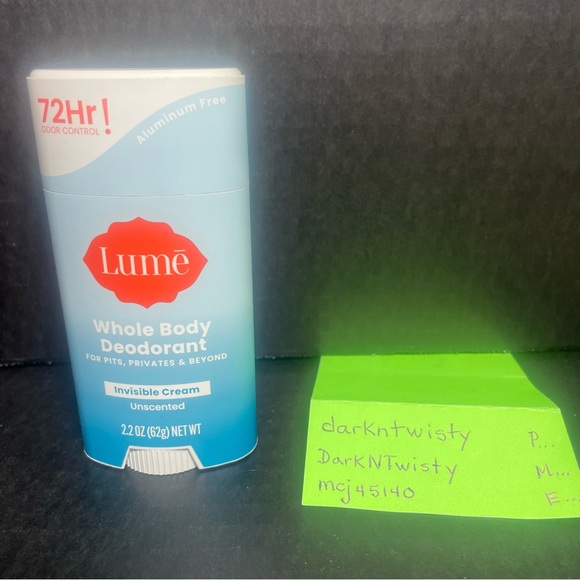 72Hr!
ODOR CONTROL
Aluminum Free
Lumē
Whole Body
Deodorant
FOR PITS, PRIVATES & BEYOND
Invisible Cream
Unscented
2.2 OZ (62g) NET WT
darkntwisty P...
DarkNTwisty M...
mcj45140 E...